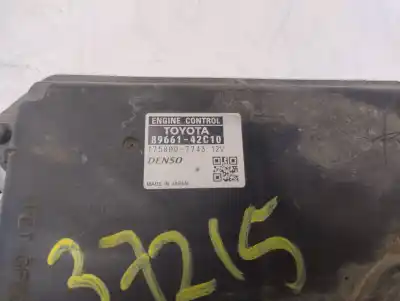 ENGINE CONTROL
TOYOTA
89661-42C10
175800-7743 12V
DENSO
MADE IN JAPAN
37215